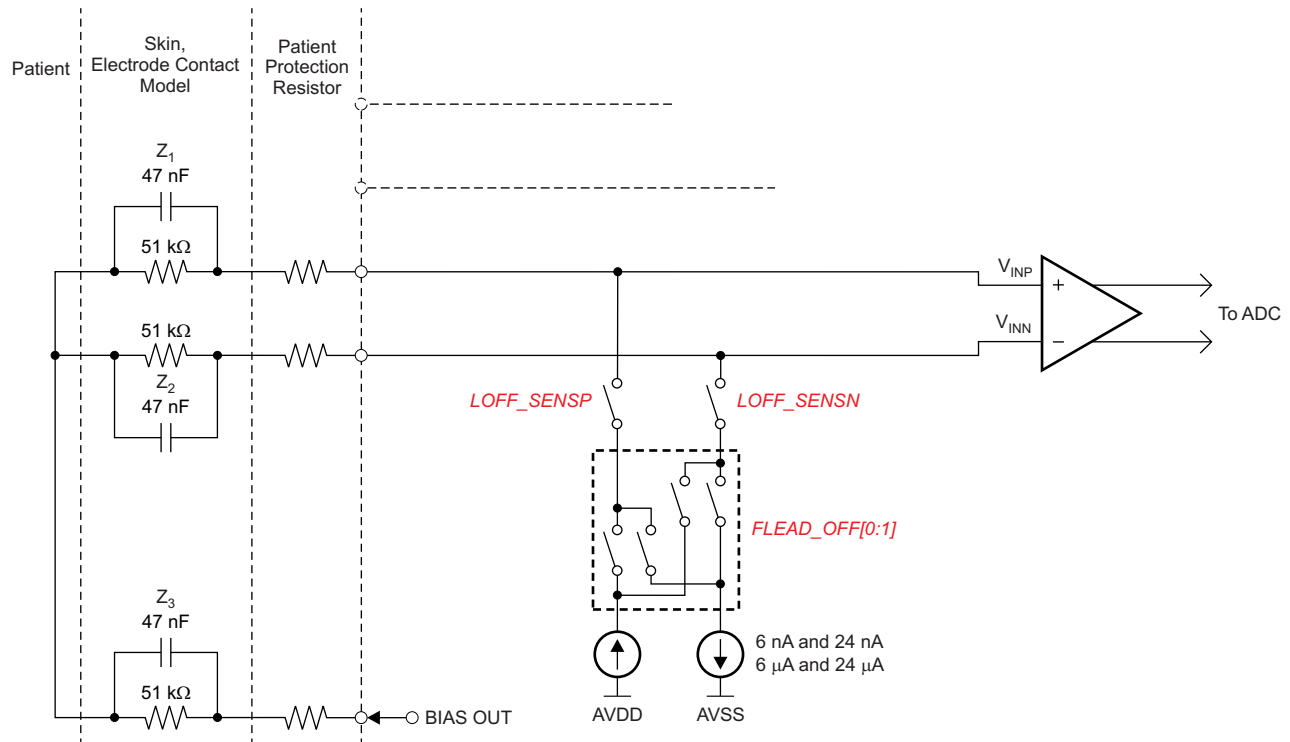 Patient
Skin,
Electrode Contact
Model
Patient
Protection
Resistor
Z1
47 nF
51 kΩ
51 kΩ
Z2
47 nF
VINP
+
VINN
−
To ADC
LOFF_SENSP
LOFF_SENSN
FLEAD_OFF[0:1]
6 nA and 24 nA
6 μA and 24 μA
AVDD
AVSS
Z3
47 nF
51 kΩ
BIAS OUT